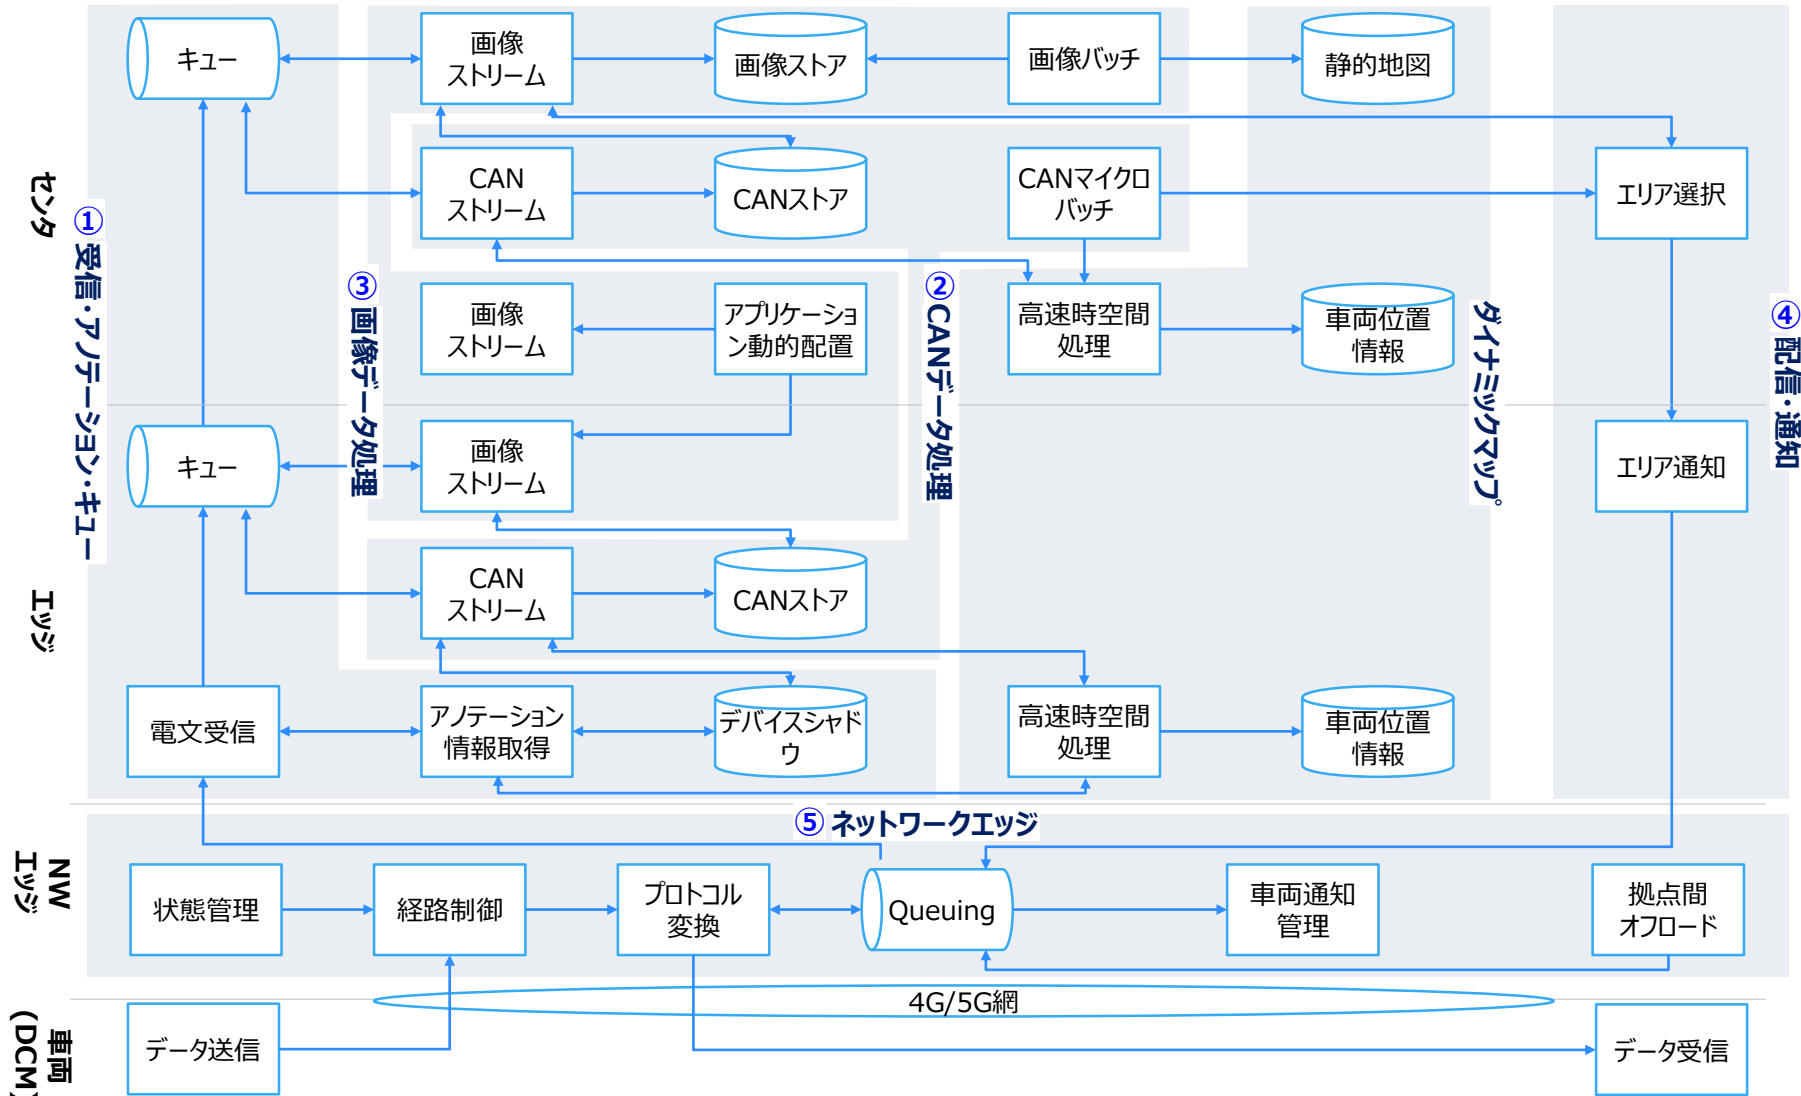 キュー
画像
ストリーム
画像ストア
画像バッチ
静的地図
CAN
ストリーム
CANストア
CANマイクロ
バッチ
エリア選択
センタ
① 受信・アノテーション・キュー
③ 画像データ処理
画像
ストリーム
アプリケーショ
ン動的配置
② CANデータ処理
高速時空間
処理
車両位置
情報
ダイナミックマップ
④ 配信・通知
キュー
画像
ストリーム
エリア通知
エッジ
CAN
ストリーム
CANストア
電文受信
アノテーション
情報取得
デバイスシャド
ウ
高速時空間
処理
車両位置
情報
⑤ ネットワークエッジ
NW
エッジ
状態管理
経路制御
プロトコル
変換
Queuing
車両通知
管理
拠点間
オフロード
4G/5G網
車両
(DCM)
データ送信
データ受信